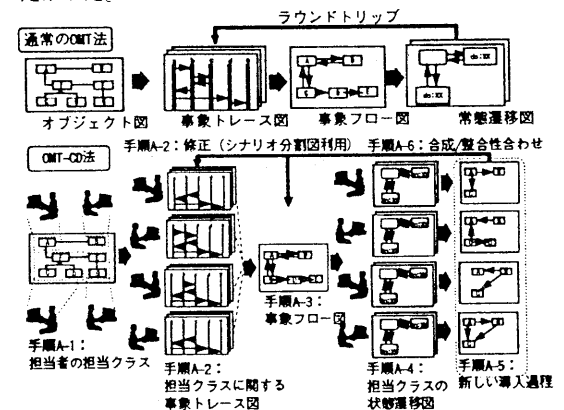 ラウンドトリップ
通常のOMT法
オブジェクト図
事象トレース図
事象フロー図
常態遷移図
手順A-2：修正（シナリオ分割図利用）
手順A-6：合成/整合性合わせ
OMT-CD法
手順A-1：
担当者の担当クラス
手順A-2：
担当クラスに関する
事象トレース図
手順A-3：
事象フロー図
手順A-4：
担当クラスの
状態遷移図
手順A-5：
新しい導入過程